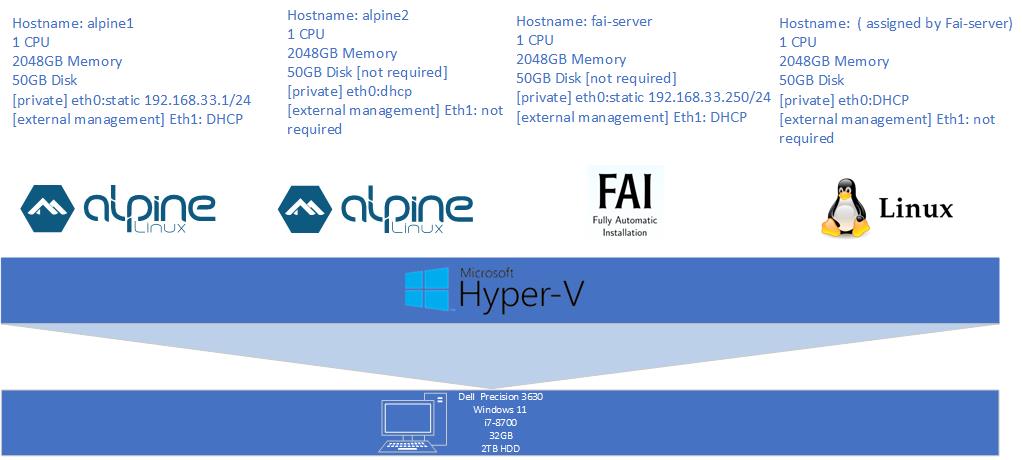 Hostname: alpine1
1 CPU
2048GB Memory
50GB Disk
[private] eth0:static 192.168.33.1/24
[external management] Eth1: DHCP
Hostname: alpine2
1 CPU
2048GB Memory
50GB Disk [not required]
[private] eth0:dhcp
[external management] Eth1: not
required
Hostname: fai-server
1 CPU
2048GB Memory
50GB Disk [not required]
[private] eth0:static 192.168.33.250/24
[external management] Eth1: DHCP
Hostname:  ( assigned by Fai-server)
1 CPU
2048GB Memory
50GB Disk
[private] eth0:DHCP
[external management] Eth1: not
required
alpine
Linux
alpine
Linux
FAI
Fully Automatic
Installation
Linux
Microsoft
Hyper-V
Dell  Precision 3630
Windows 11
i7-8700
32GB
2TB HDD